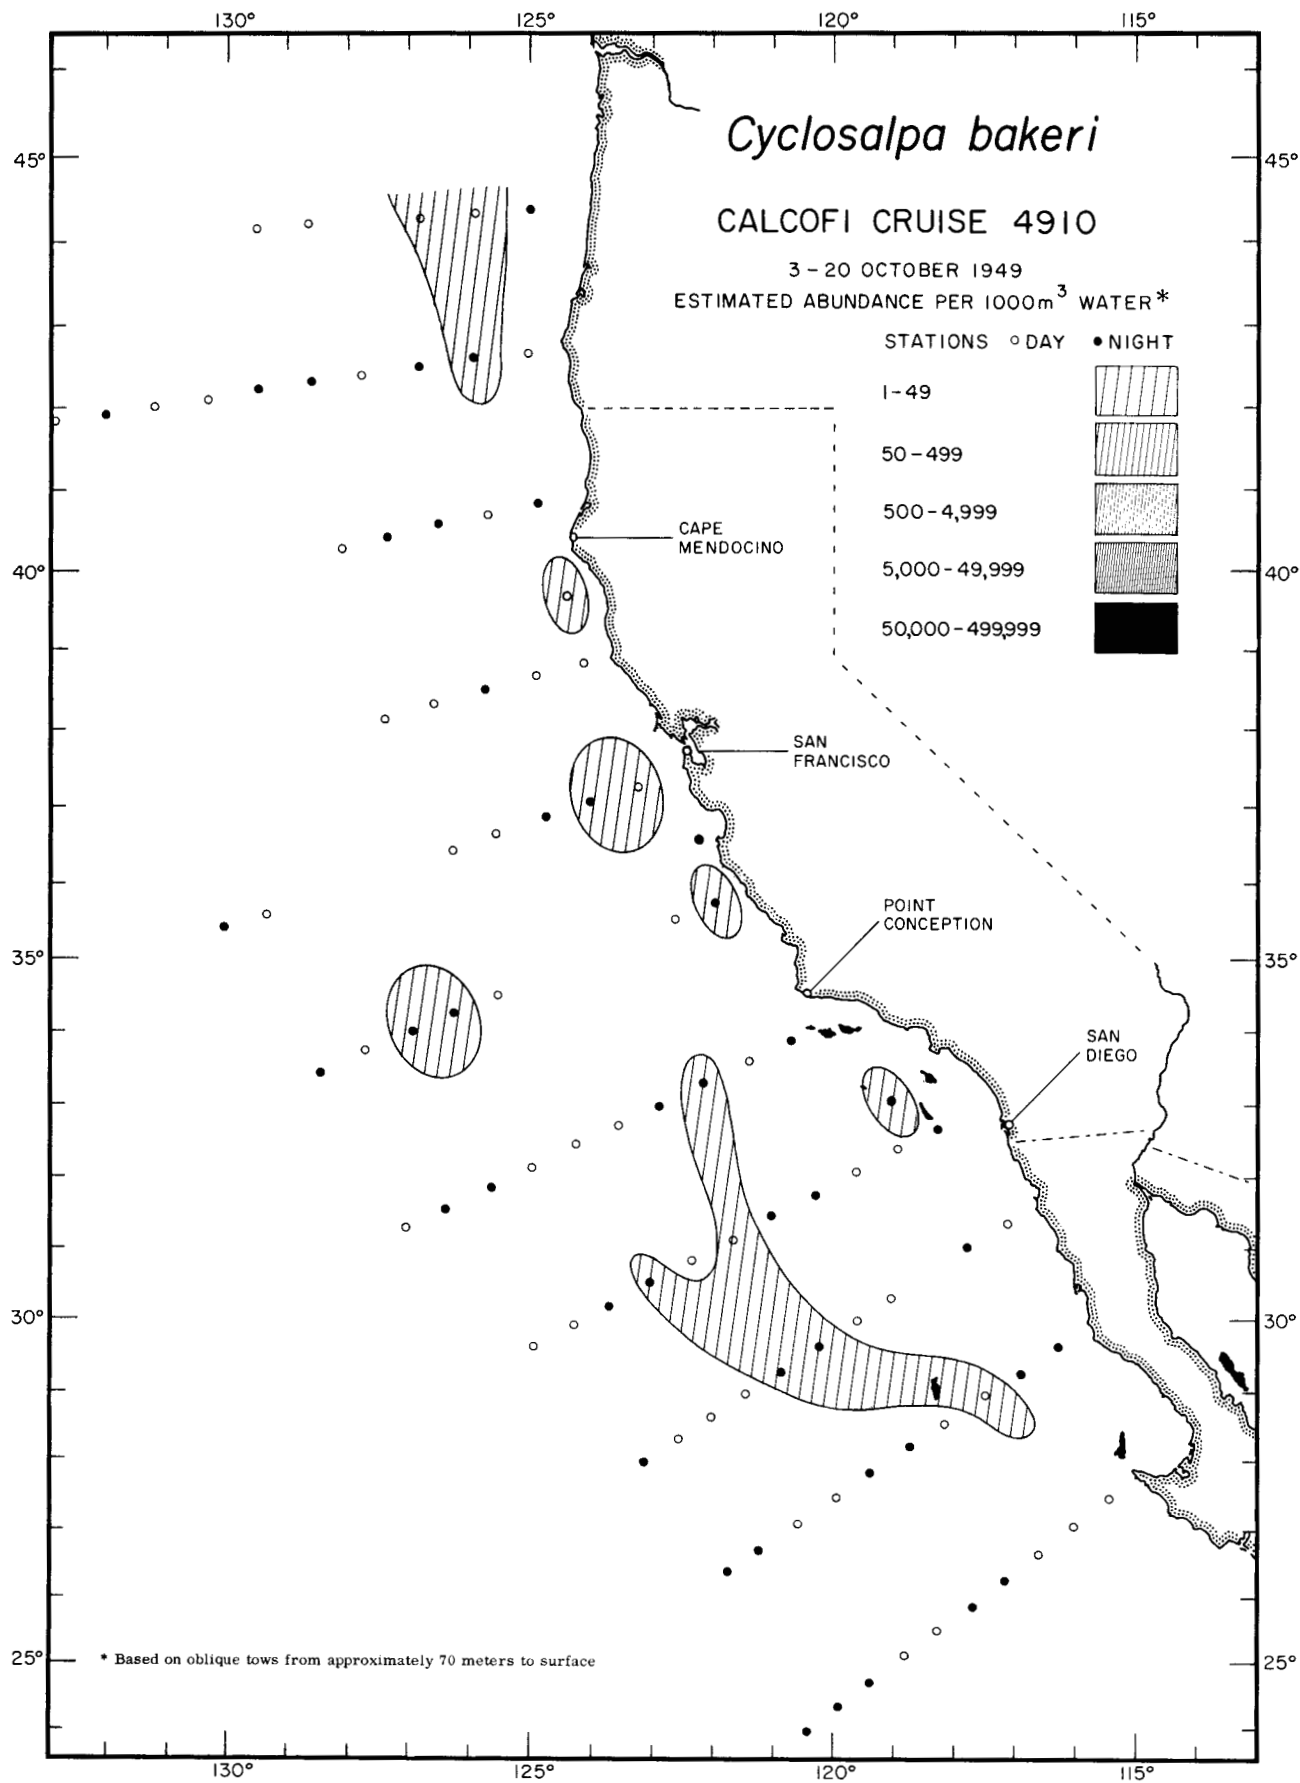 130° 125° 120° 115°
Cyclosalpa bakeri
45° 45°
CALCOFI CRUISE 4910
3-20 OCTOBER 1949
ESTIMATED ABUNDANCE PER 1000m³ WATER*
STATIONS ○ DAY ● NIGHT
1-49
50-499
500-4,999
5,000-49,999
50,000-499,999
CAPE
MENDOCINO
40° 40°
SAN
FRANCISCO
POINT
CONCEPTION
35° 35°
SAN
DIEGO
30° 30°
25° 25°
* Based on oblique tows from approximately 70 meters to surface
130° 125° 120° 115°